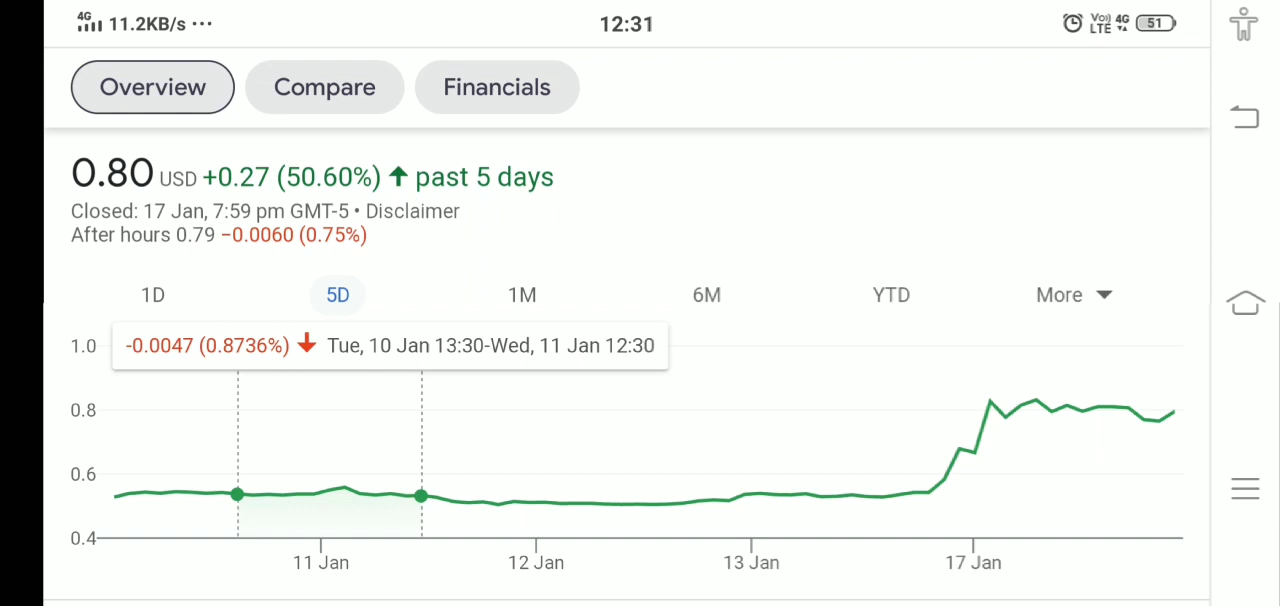 4G 11.2KB/s ··· 12:31 Vo)) LTE 4G 51
Overview Compare Financials
0.80 USD +0.27 (50.60%) ↑ past 5 days
Closed: 17 Jan, 7:59 pm GMT-5 • Disclaimer
After hours 0.79 −0.0060 (0.75%)
1D 5D 1M 6M YTD More
-0.0047 (0.8736%) ↓ Tue, 10 Jan 13:30-Wed, 11 Jan 12:30
1.0
0.8
0.6
0.4
11 Jan 12 Jan 13 Jan 17 Jan